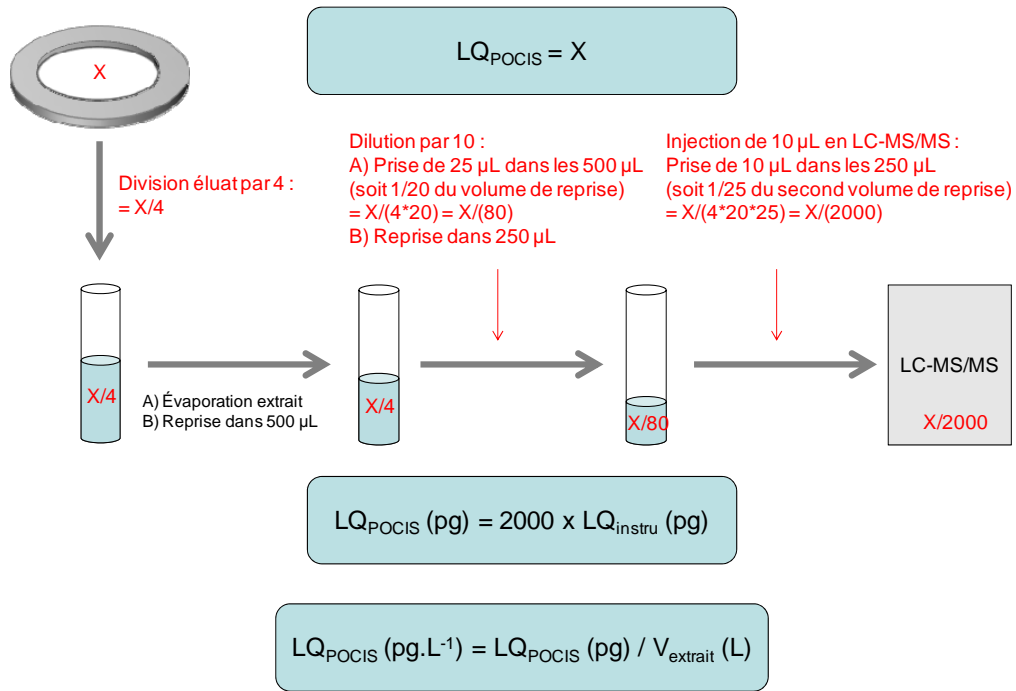 LQPOCIS = X
X
Division éluat par 4 :
= X/4
Dilution par 10 :
A) Prise de 25 µL dans les 500 µL
(soit 1/20 du volume de reprise)
= X/(4*20) = X/(80)
B) Reprise dans 250 µL
Injection de 10 µL en LC-MS/MS :
Prise de 10 µL dans les 250 µL
(soit 1/25 du second volume de reprise)
= X/(4*20*25) = X/(2000)
X/4
A) Évaporation extrait
B) Reprise dans 500 µL
X/4
X/80
LC-MS/MS
X/2000
LQPOCIS (pg) = 2000 x LQinstru (pg)
LQPOCIS (pg.L-1) = LQPOCIS (pg) / Vextrait (L)